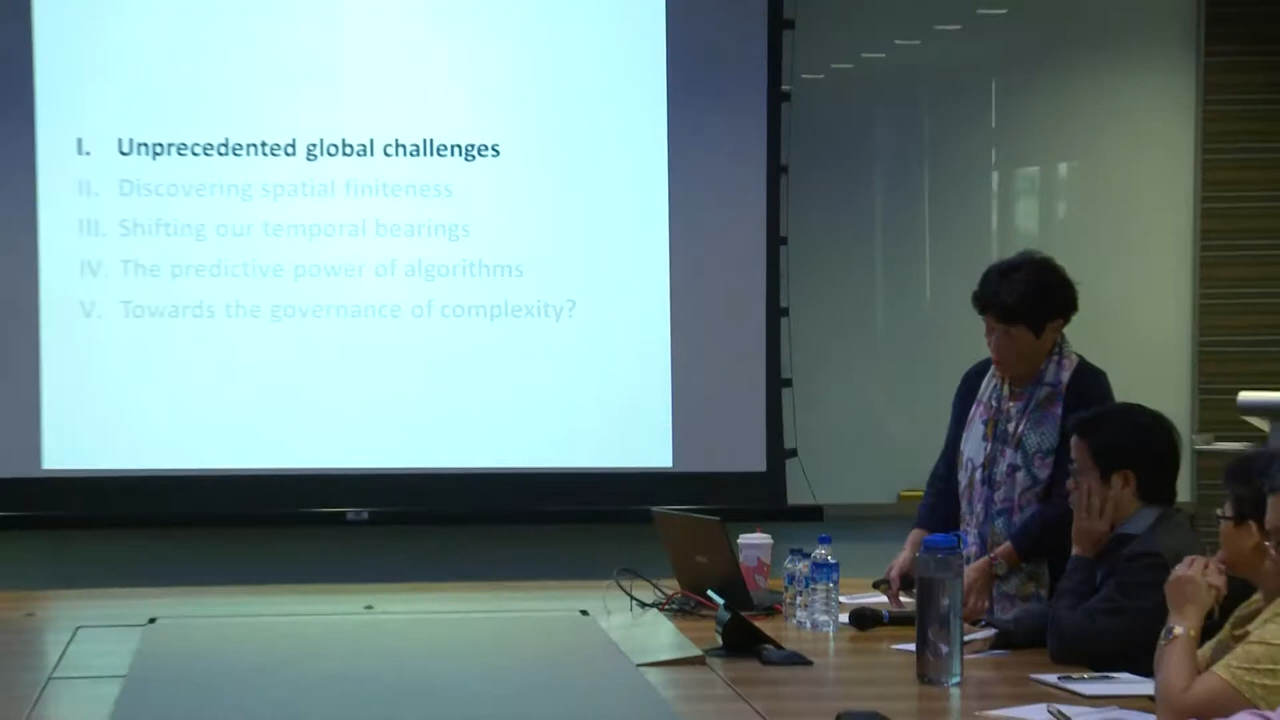 I. Unprecedented global challenges
II. Discovering spatial finiteness
III. Shifting our temporal bearings
IV. The predictive power of algorithms
V. Towards the governance of complexity?